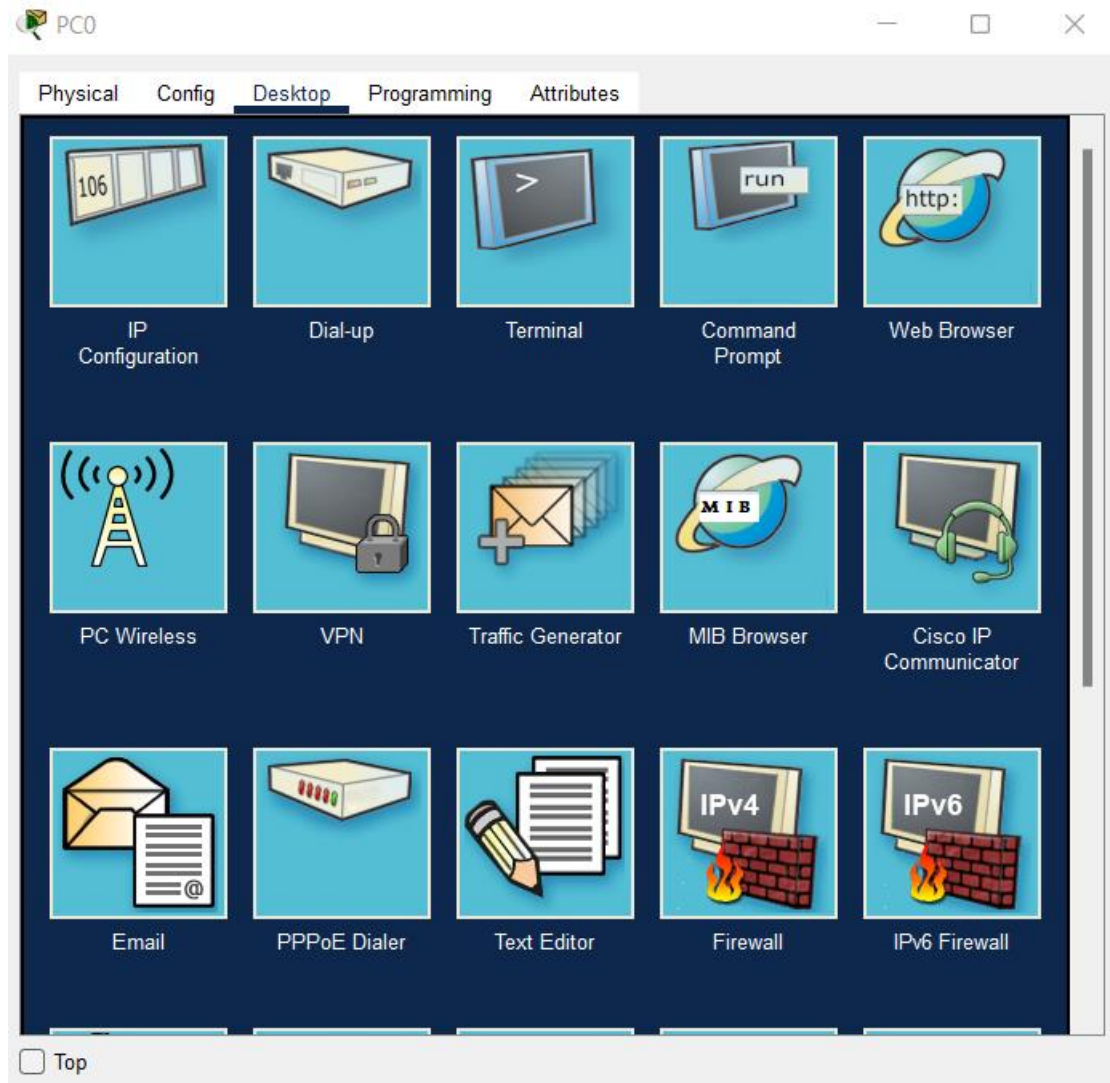 PC0
Physical Config Desktop Programming Attributes
106
>
run
http:
IP
Configuration
Dial-up
Terminal
Command
Prompt
Web Browser
MIB
PC Wireless
VPN
Traffic Generator
MIB Browser
Cisco IP
Communicator
@
IPv4
IPv6
Email
PPPoE Dialer
Text Editor
Firewall
IPv6 Firewall
Top